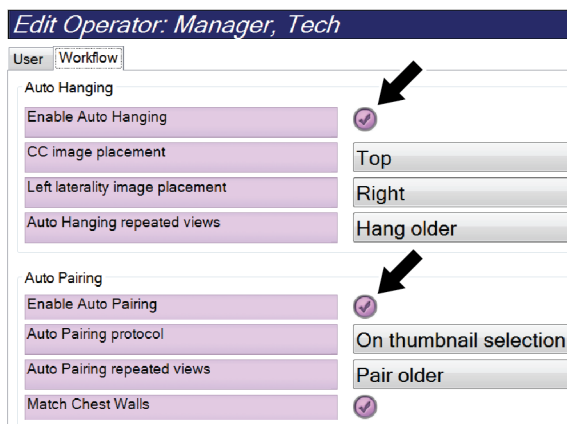 Edit Operator: Manager, Tech
User Workflow
Auto Hanging
Enable Auto Hanging
CC image placement Top
Left laterality image placement Right
Auto Hanging repeated views Hang older
Auto Pairing
Enable Auto Pairing
Auto Pairing protocol On thumbnail selection
Auto Pairing repeated views Pair older
Match Chest Walls